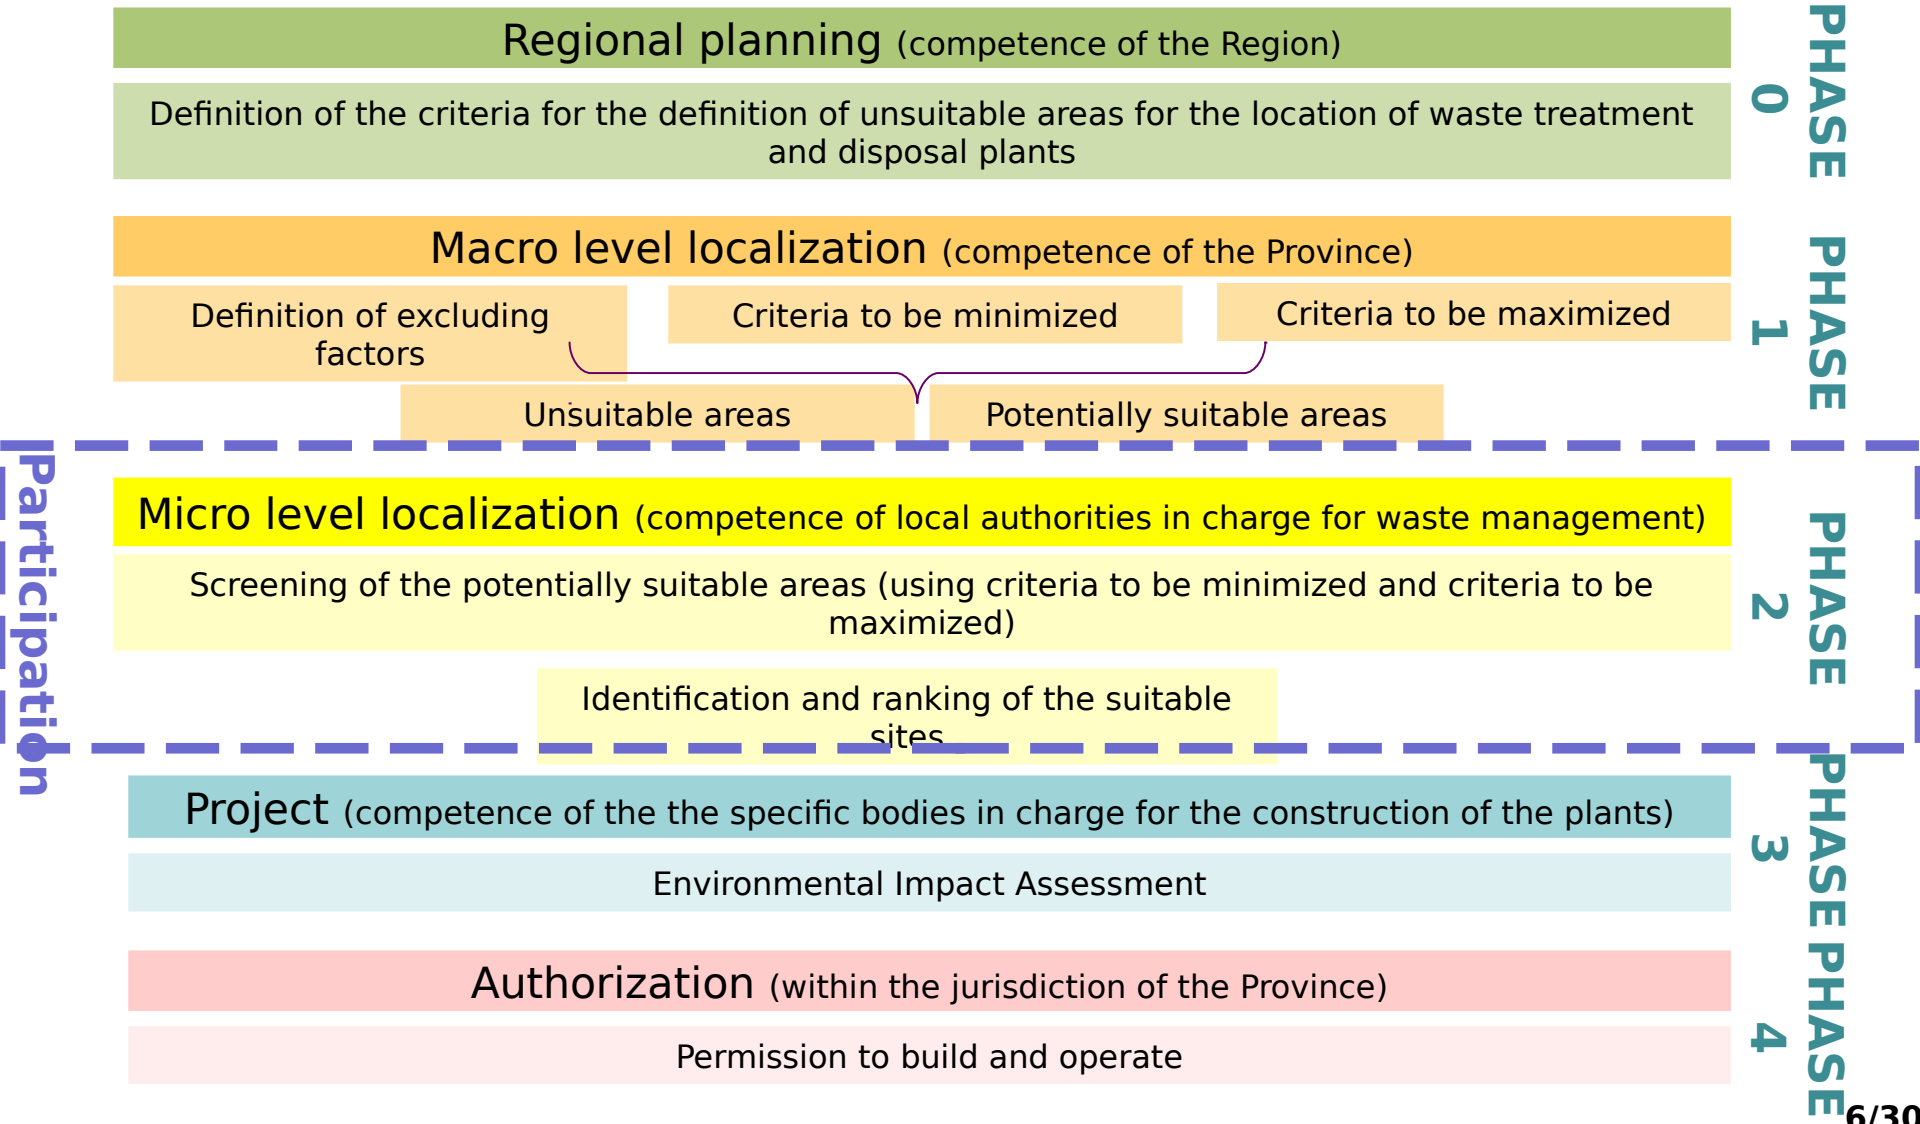 Regional planning (competence of the Region)
Definition of the criteria for the definition of unsuitable areas for the location of waste treatment
and disposal plants
PHASE
0
Macro level localization (competence of the Province)
Definition of excluding
factors
Criteria to be minimized
Criteria to be maximized
Unsuitable areas
Potentially suitable areas
PHASE
1
Participation
Micro level localization (competence of local authorities in charge for waste management)
Screening of the potentially suitable areas (using criteria to be minimized and criteria to be
maximized)
Identification and ranking of the suitable
sites
PHASE
2
Project (competence of the the specific bodies in charge for the construction of the plants)
Environmental Impact Assessment
PHASE
3
Authorization (within the jurisdiction of the Province)
Permission to build and operate
PHASE
4
6/30